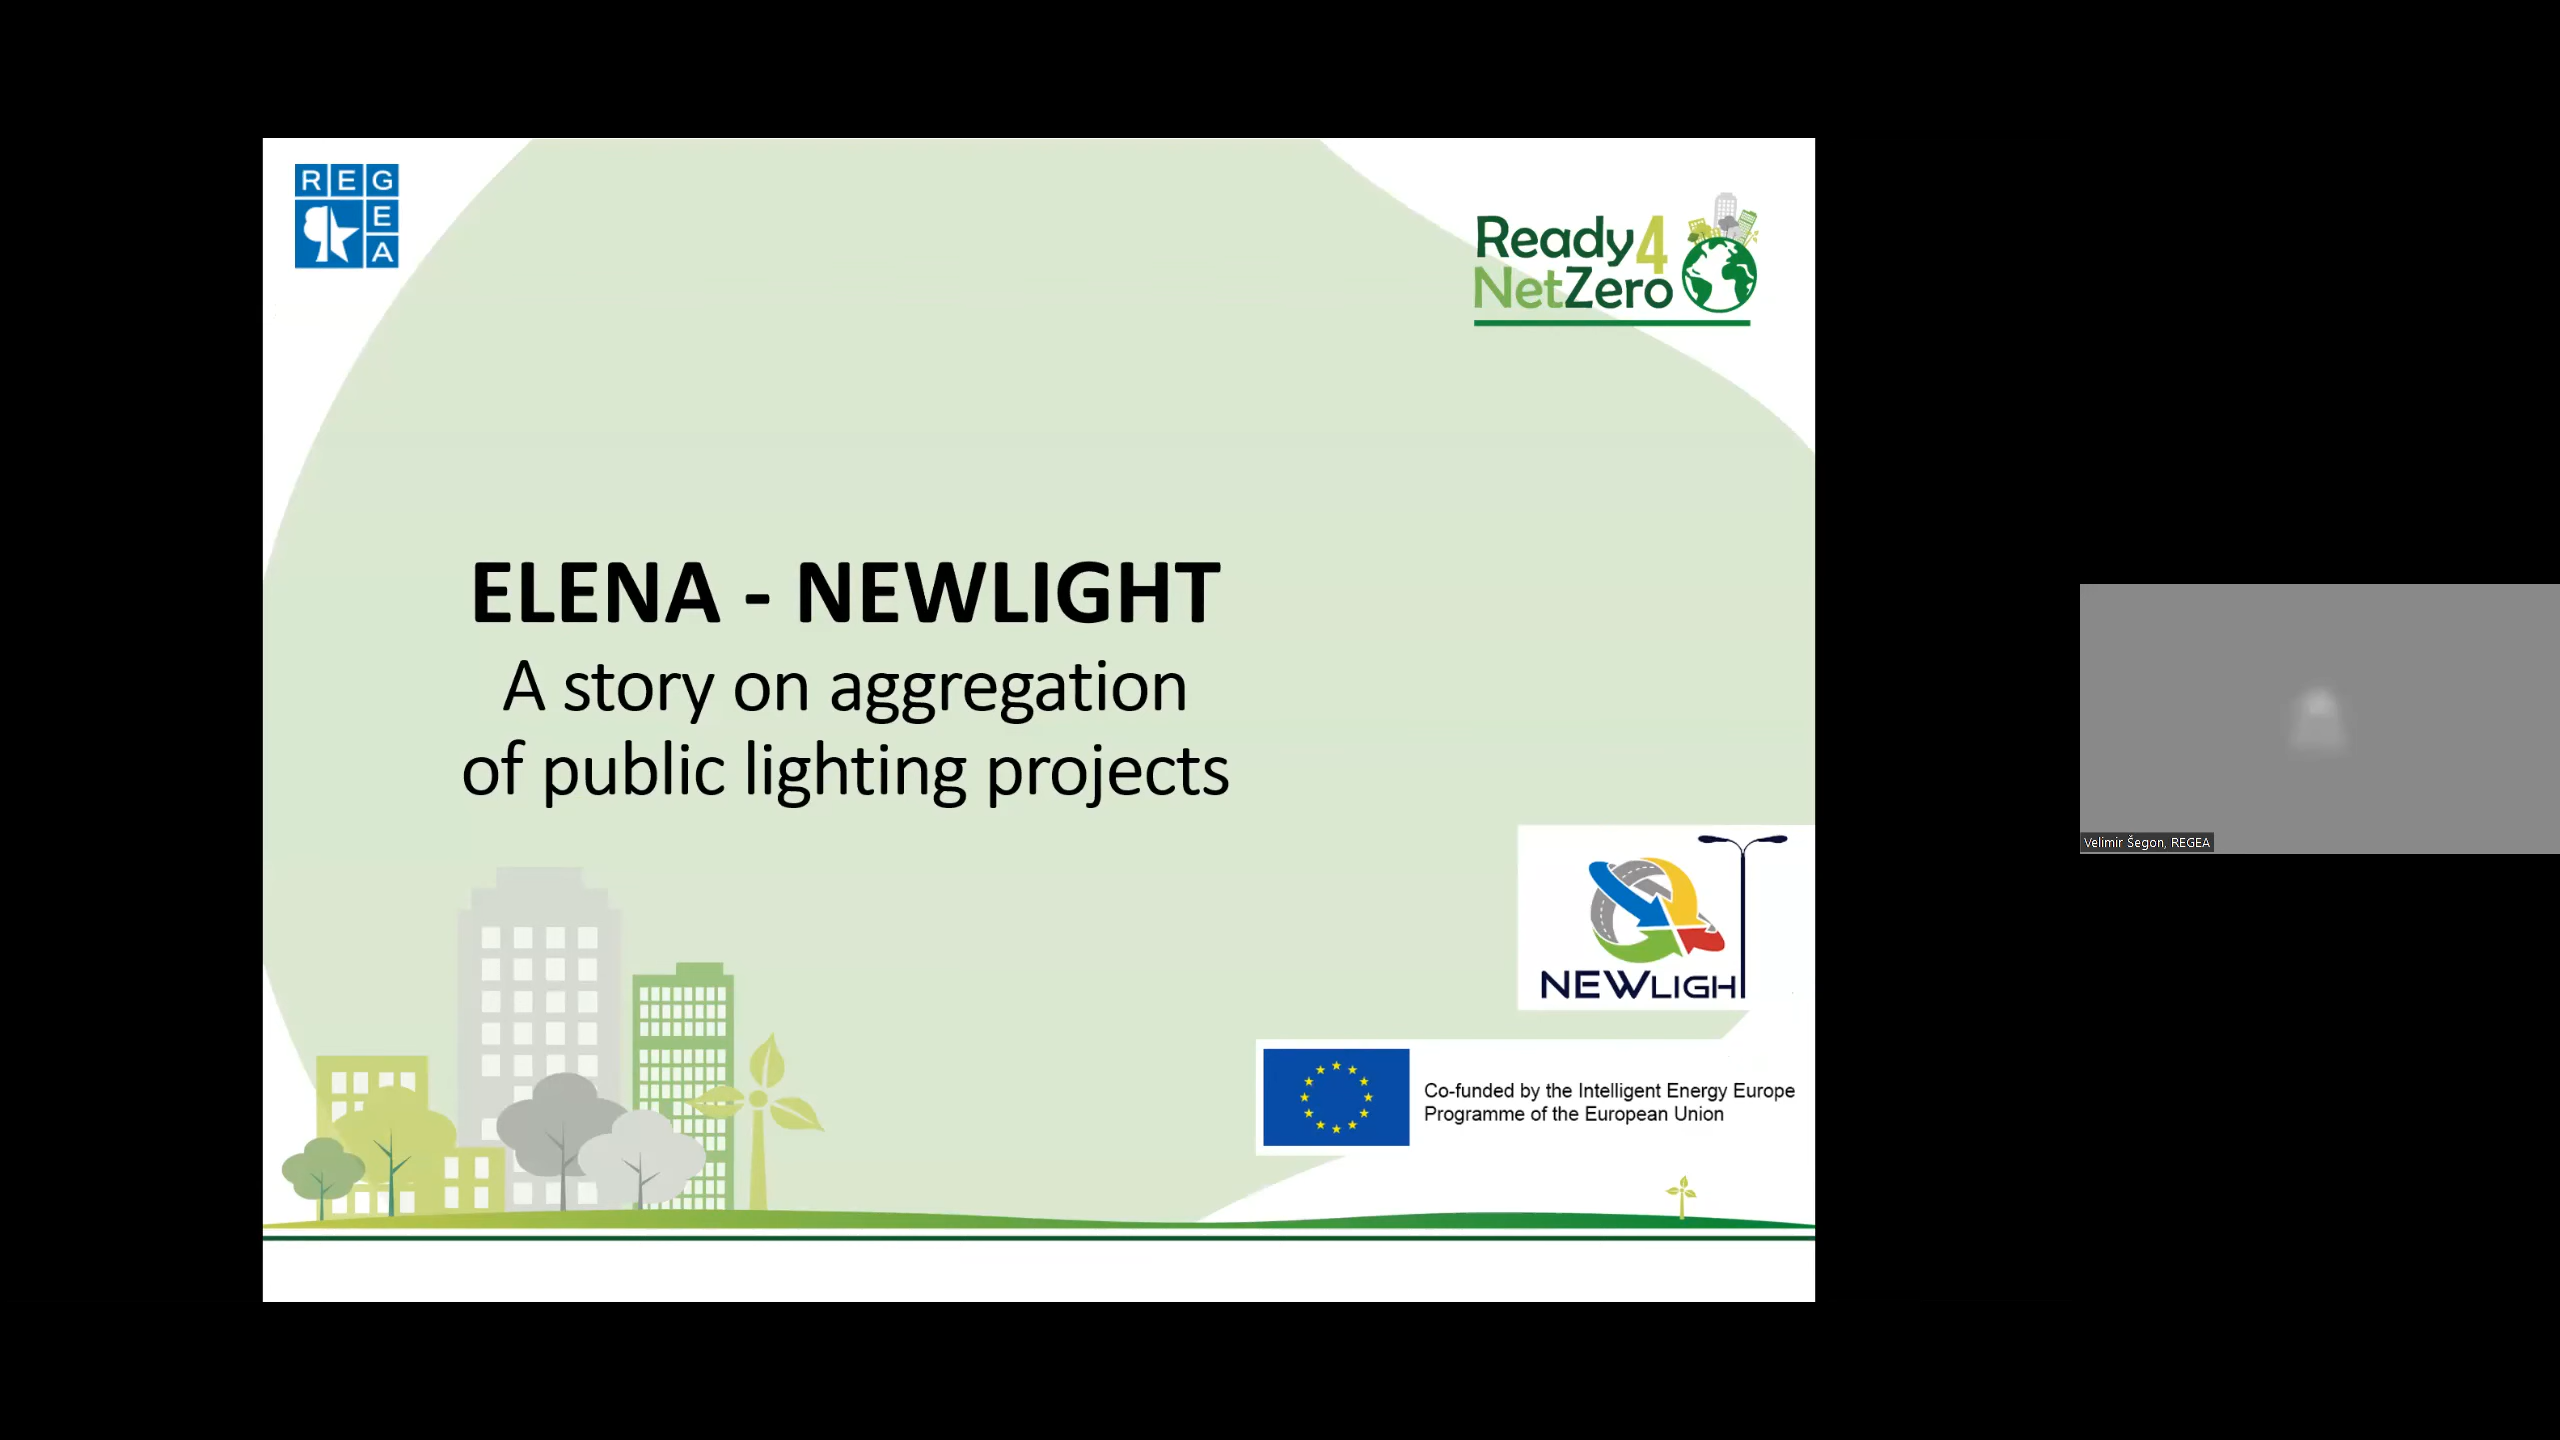 REG
E
A
Ready4
NetZero
ELENA - NEWLIGHT
A story on aggregation
of public lighting projects
NEWLIGHT
Co-funded by the Intelligent Energy Europe
Programme of the European Union
Velimir Šegon, REGEA